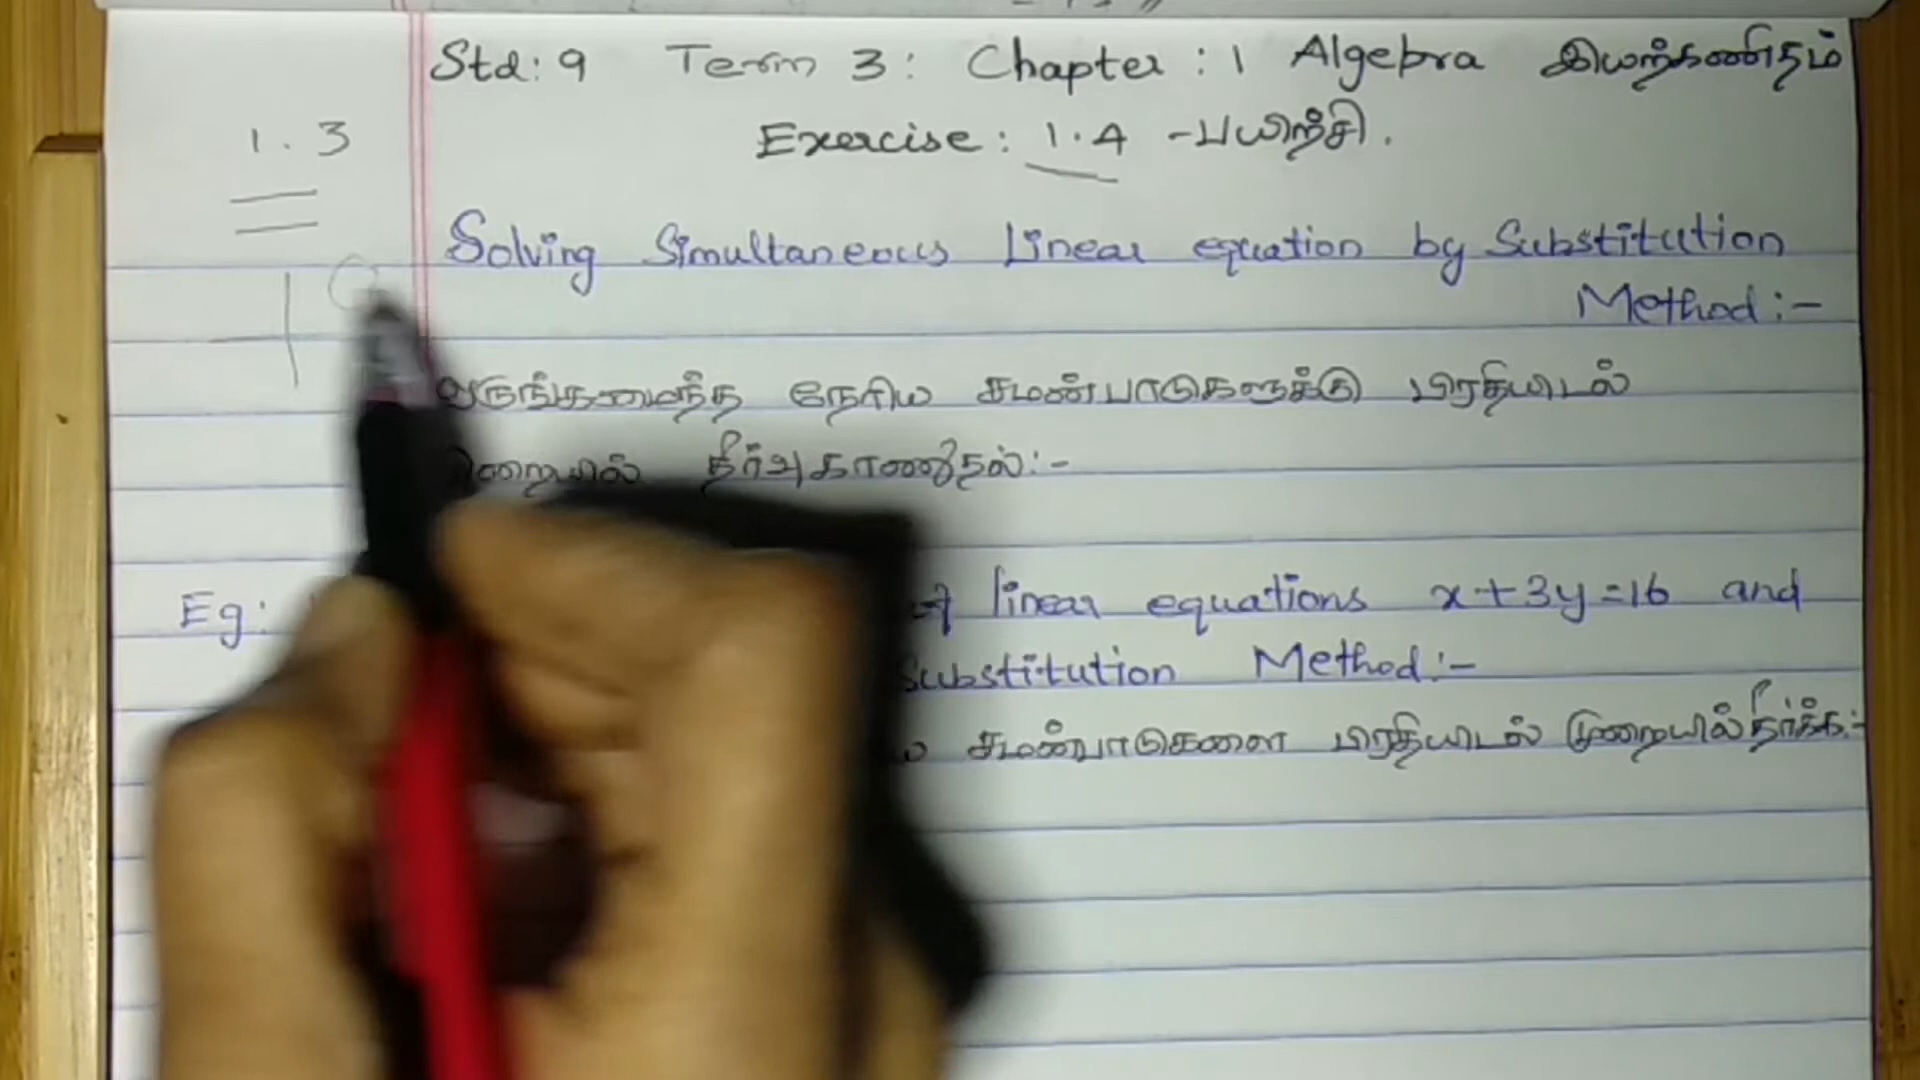 Std: 9 Term 3: Chapter: 1 Algebra இயற்கணிதம்
1.3
Exercise: 1.4 - பயிற்சி.
Solving Simultaneous Linear equation by Substitution
Method:-
நேரிய சமன்பாடுகளுக்கு பிரதியிடல்
தீர்வு காணுதல்:-
Eg: linear equations x+3y=16 and
Substitution Method:-
சமன்பாடுகளை பிரதியிடல் முறையில் தீர்க்க:-